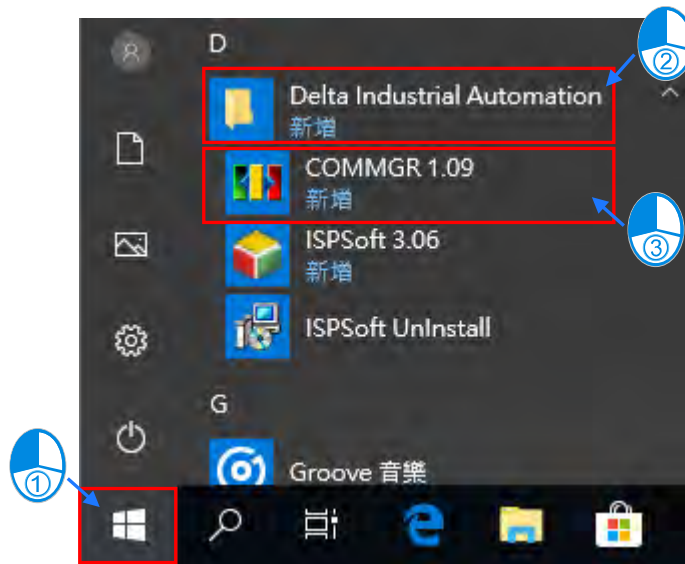 D
②
Delta Industrial Automation
新增
COMMGR 1.09
新增
③
ISPSoft 3.06
新增
ISPSoft UnInstall
G
①
Groove 音樂